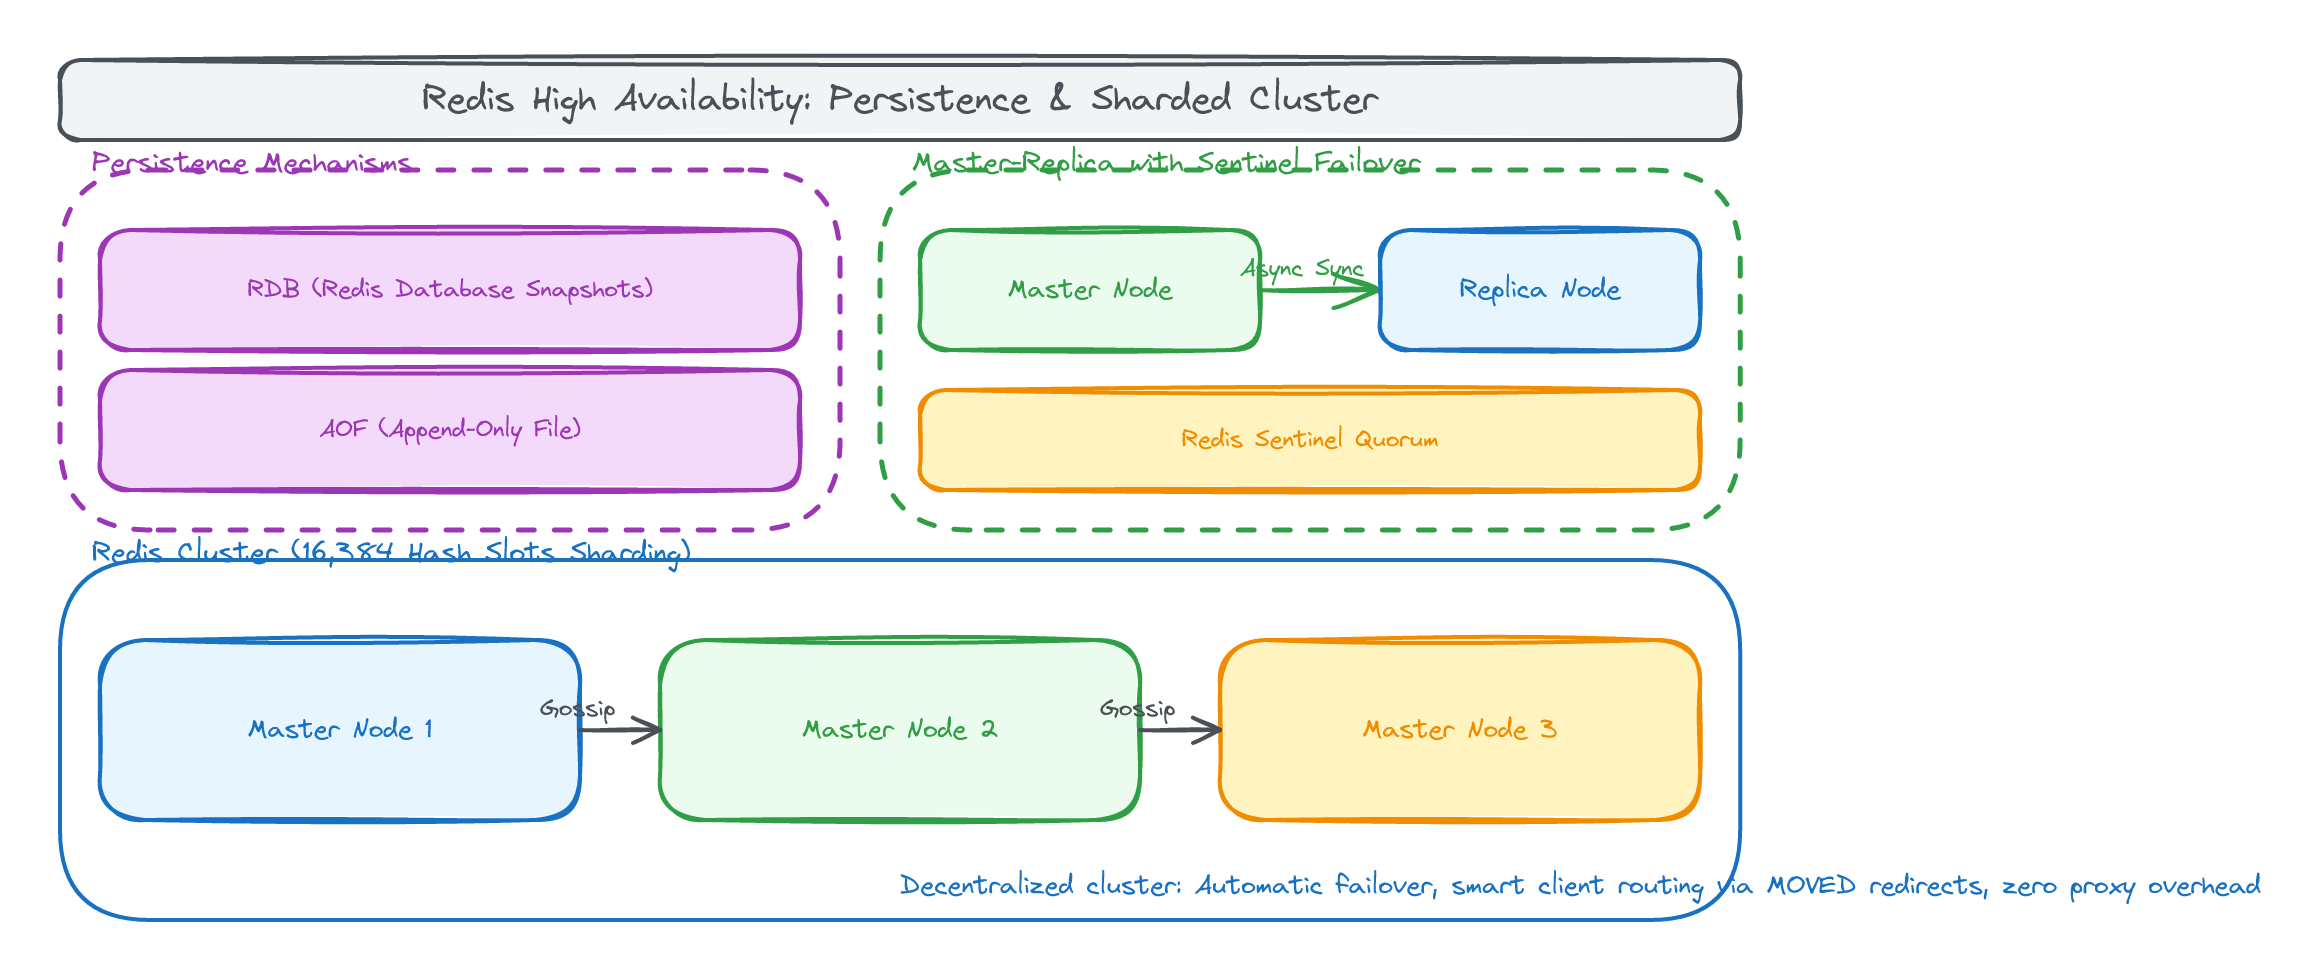 Redis High Availability: Persistence & Sharded Cluster
Persistence Mechanisms
RDB (Redis Database Snapshots)
AOF (Append-Only File)
Master-Replica with Sentinel Failover
Master Node
Async Sync
Replica Node
Redis Sentinel Quorum
Redis Cluster (16,384 Hash Slots Sharding)
Master Node 1
Gossip
Master Node 2
Gossip
Master Node 3
Decentralized cluster: Automatic failover, smart client routing via MOVED redirects, zero proxy overhead